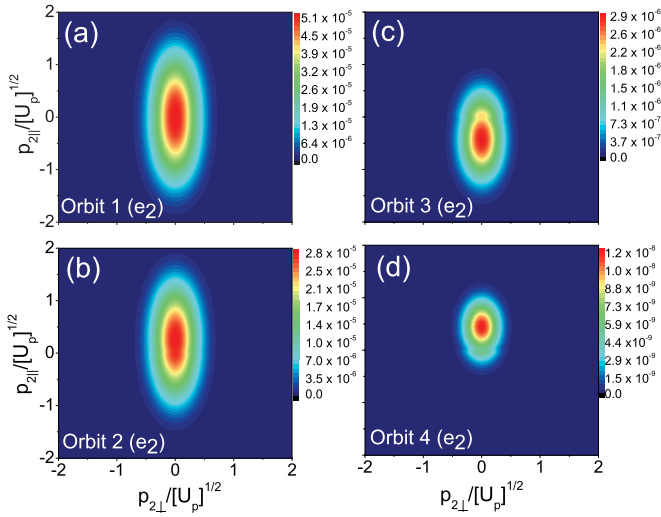 (a)
2
1
0
-1
-2
p2||/[Up]1/2
Orbit 1 (e2)
5.1 x 10-5
4.5 x 10-5
3.9 x 10-5
3.2 x 10-5
2.6 x 10-5
1.9 x 10-5
1.3 x 10-5
6.4 x 10-6
0.0
(c)
Orbit 3 (e2)
2.9 x 10-6
2.6 x 10-6
2.2 x 10-6
1.8 x 10-6
1.5 x 10-6
1.1 x 10-6
7.3 x 10-7
3.7 x 10-7
0.0
(b)
2
1
0
-1
-2
p2||/[Up]1/2
Orbit 2 (e2)
-2 -1 0 1 2
p2⊥/[Up]1/2
2.8 x 10-5
2.5 x 10-5
2.1 x 10-5
1.7 x 10-5
1.4 x 10-5
1.0 x 10-5
7.0 x 10-6
3.5 x 10-6
0.0
(d)
Orbit 4 (e2)
-2 -1 0 1 2
p2⊥/[Up]1/2
1.2 x 10-8
1.0 x 10-8
8.8 x 10-9
7.3 x 10-9
5.9 x 10-9
4.4 x 10-9
2.9 x 10-9
1.5 x 10-9
0.0